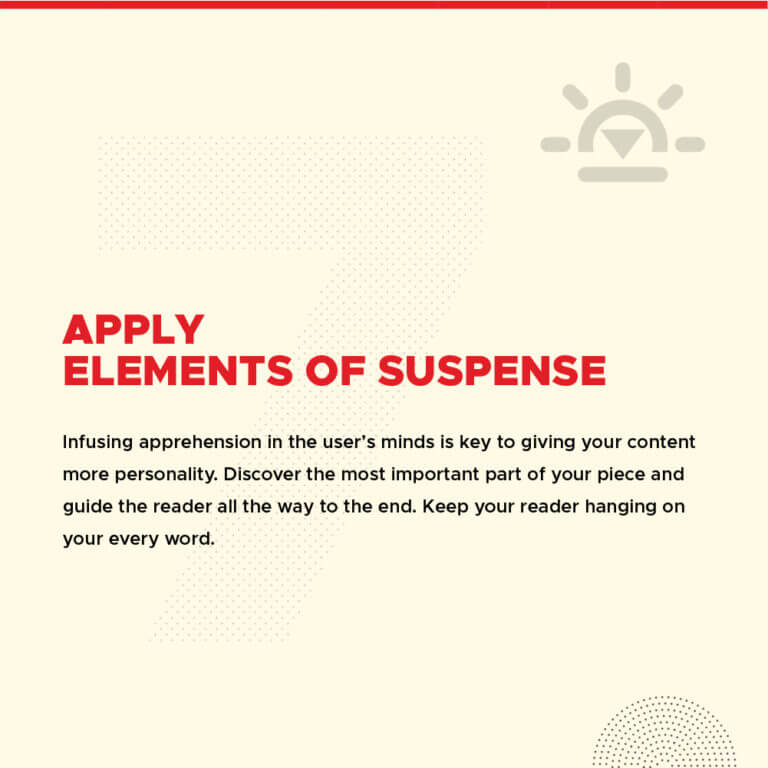 7
APPLY
ELEMENTS OF SUSPENSE
Infusing apprehension in the user's minds is key to giving your content
more personality. Discover the most important part of your piece and
guide the reader all the way to the end. Keep your reader hanging on
your every word.